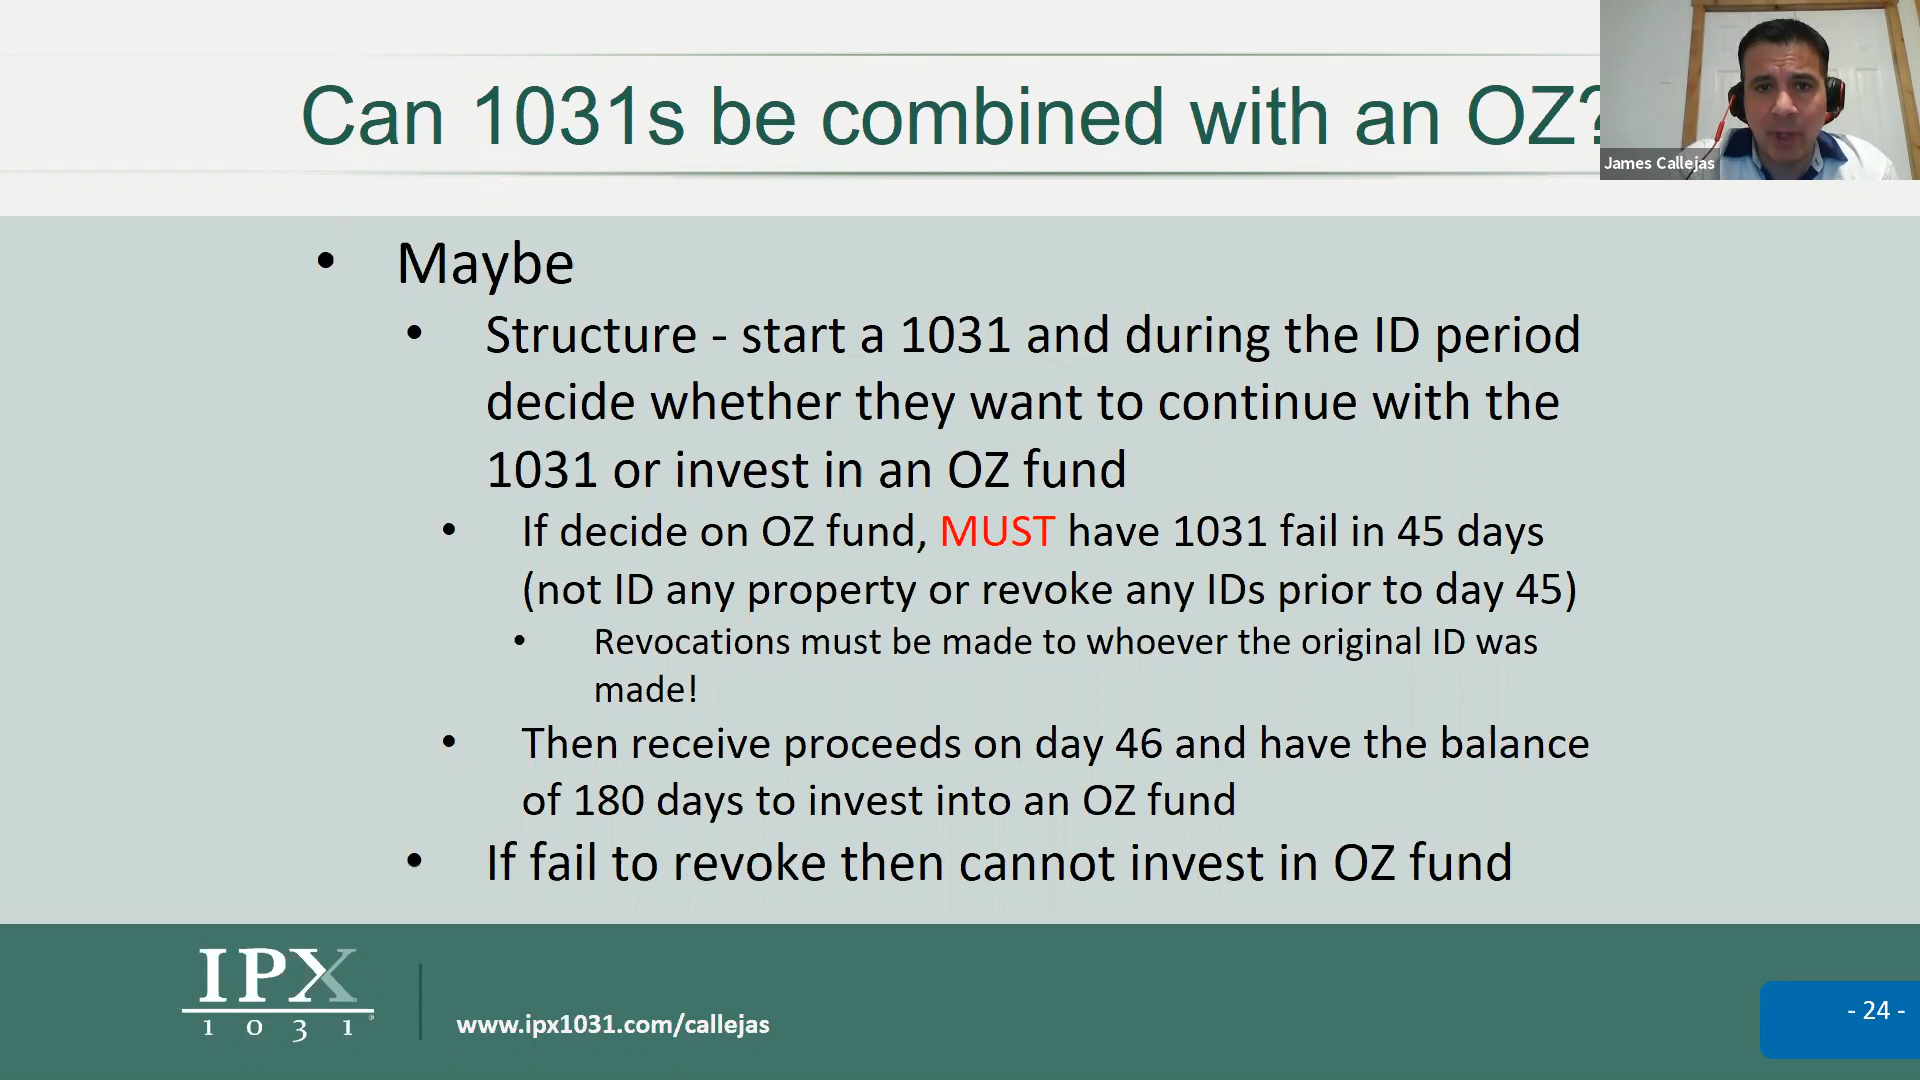 Can 1031s be combined with an OZ?
James Callejas
• Maybe
• Structure - start a 1031 and during the ID period
decide whether they want to continue with the
1031 or invest in an OZ fund
• If decide on OZ fund, MUST have 1031 fail in 45 days
(not ID any property or revoke any IDs prior to day 45)
• Revocations must be made to whoever the original ID was
made!
• Then receive proceeds on day 46 and have the balance
of 180 days to invest into an OZ fund
• If fail to revoke then cannot invest in OZ fund
IPX
1031®
www.ipx1031.com/callejas
- 24 -